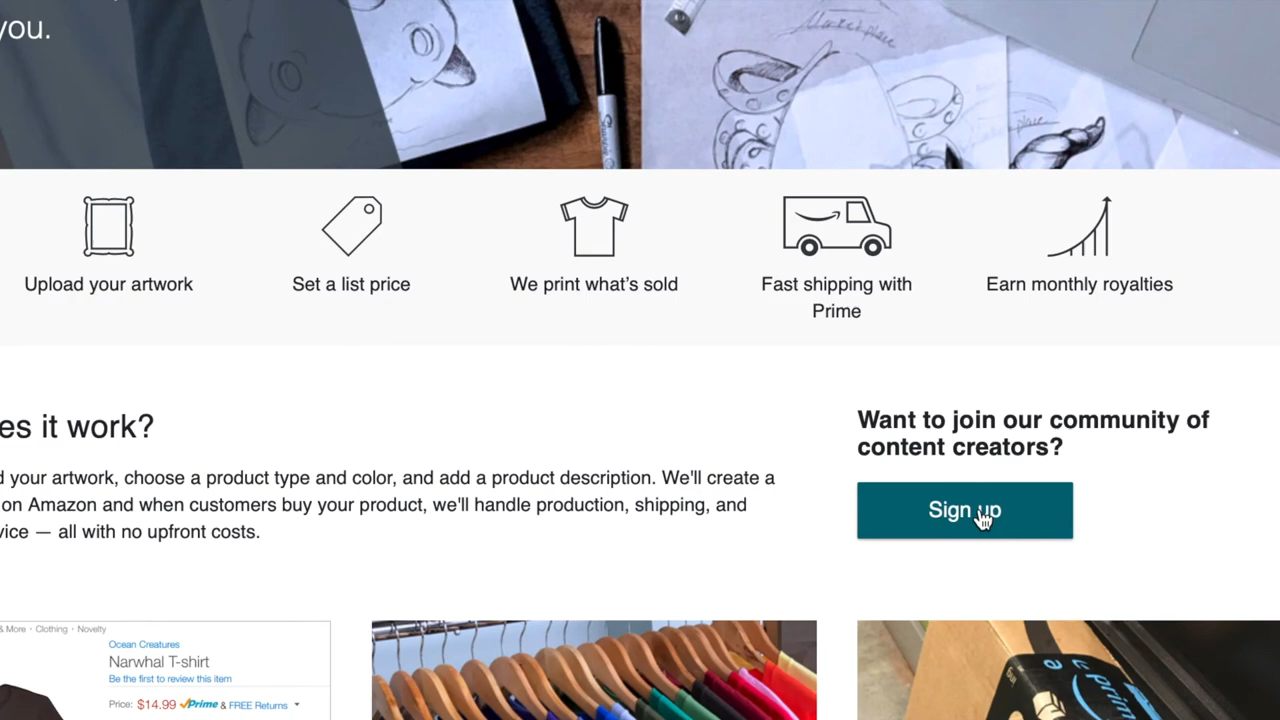 you.
Marketplace
Upload your artwork
Set a list price
We print what's sold
Fast shipping with
Prime
Earn monthly royalties
es it work?
Want to join our community of
content creators?
d your artwork, choose a product type and color, and add a product description. We'll create a
on Amazon and when customers buy your product, we'll handle production, shipping, and
vice — all with no upfront costs.
Sign up
& More · Clothing · Novelty
Ocean Creatures
Narwhal T-shirt
Be the first to review this item
Price: $14.99 Prime & FREE Returns
prime